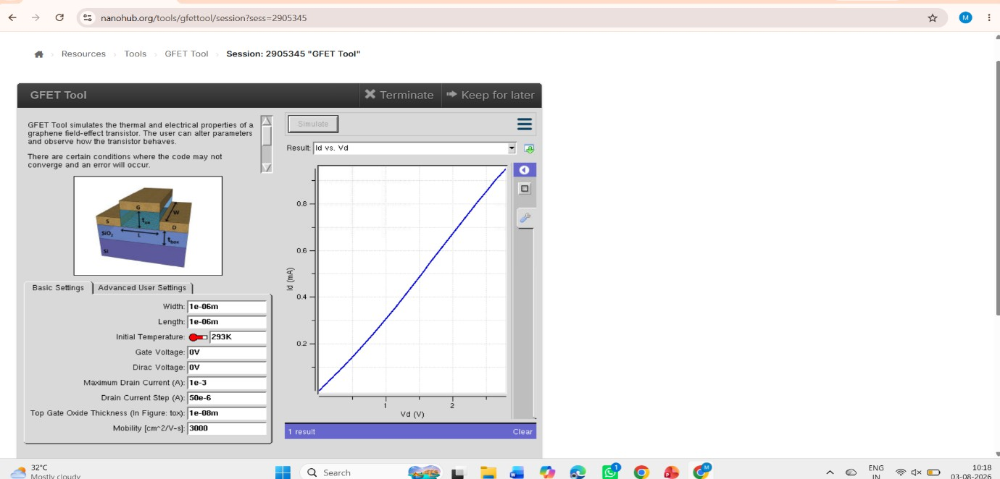 nanohub.org/tools/gfettool/session?sess=2905345
M
Resources
Tools
GFET Tool
Session: 2905345 "GFET Tool"
GFET Tool
Terminate
Keep for later
GFET Tool simulates the thermal and electrical properties of a
graphene field-effect transistor. The user can alter parameters
and observe how the transistor behaves.
There are certain conditions where the code may not
converge and an error will occur.
G
W
S
tox
D
SiO2
L
tbox
Si
Basic Settings
Advanced User Settings
Width: 1e-06m
Length: 1e-06m
Initial Temperature: 293K
Gate Voltage: 0V
Dirac Voltage: 0V
Maximum Drain Current (A): 1e-3
Drain Current Step (A): 50e-6
Top Gate Oxide Thickness (In Figure: tox): 1e-08m
Mobility [cm^2/V-s]: 3000
Simulate
Result: Id vs. Vd
0.8
0.6
0.4
0.2
Id (mA)
1
2
Vd (V)
1 result
Clear
32°C
Mostly cloudy
Search
1
M
ENG
IN
10:18
03-08-2026